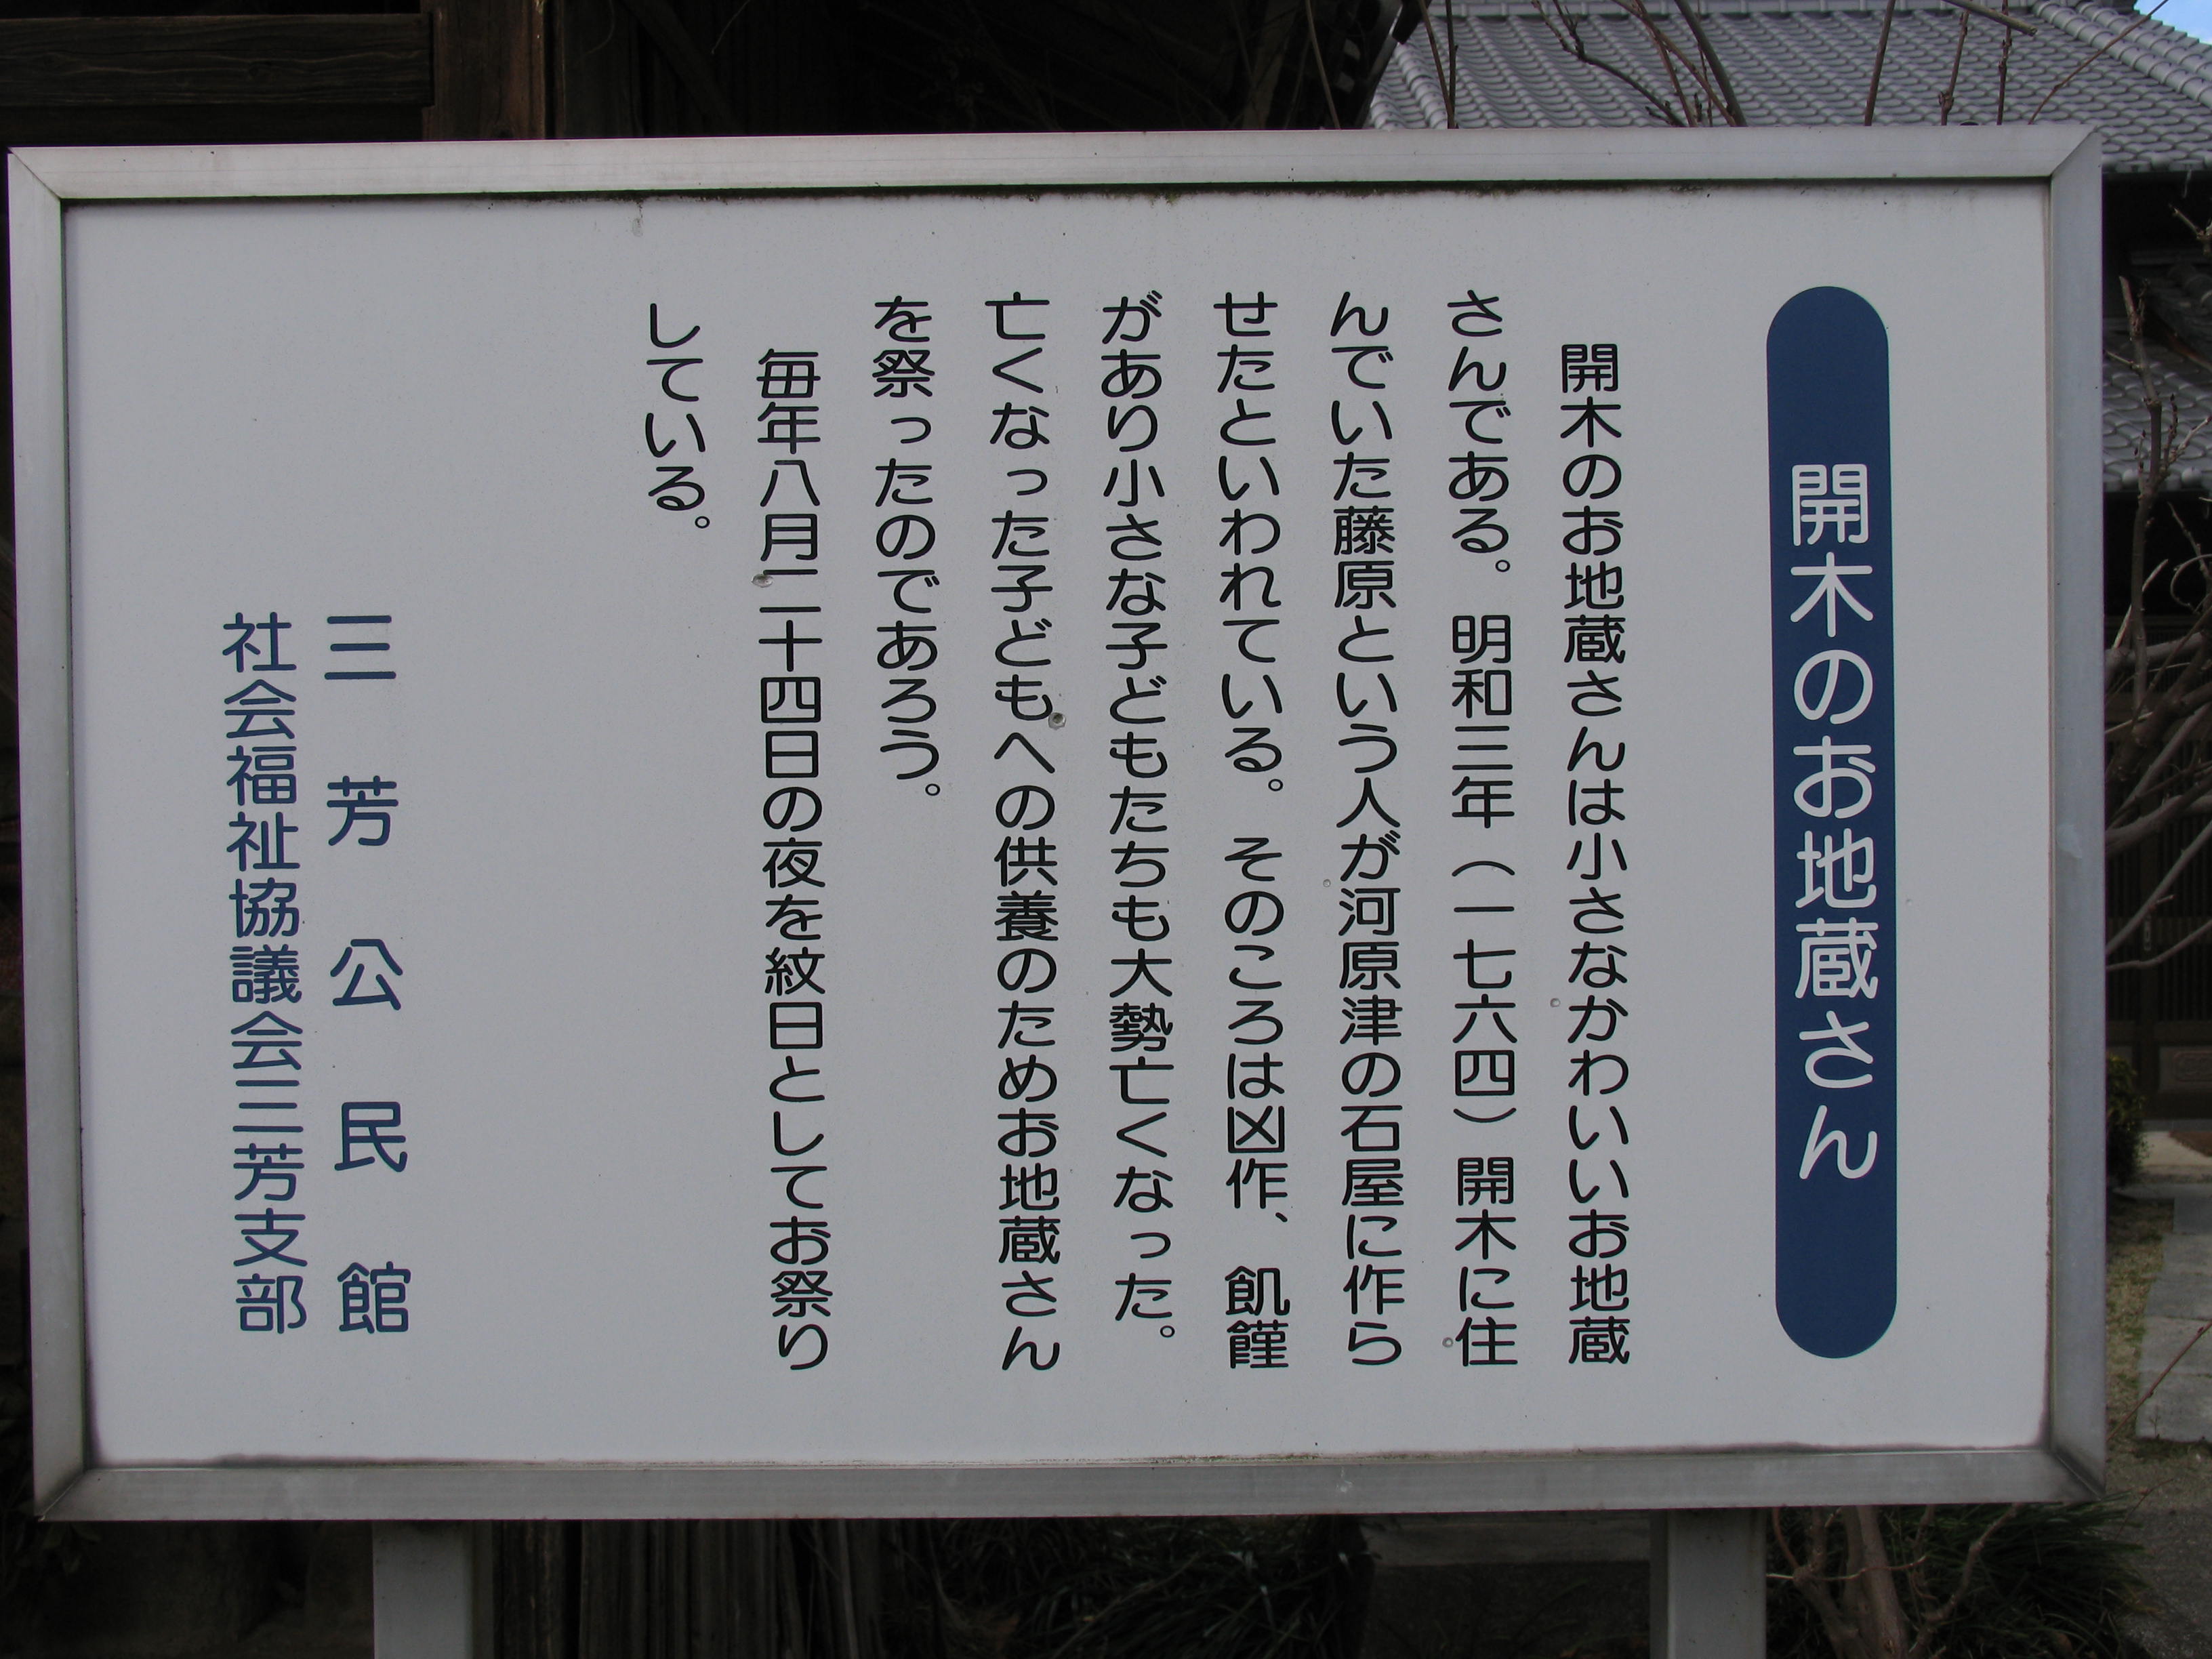 開木のお地蔵さん
開木のお地蔵さんは小さなかわいいお地蔵
さんである。明和三年（一七六四）開木に住
んでいた藤原という人が河原津の石屋に作ら
せたといわれている。そのころは凶作、飢饉
があり小さな子どもたちも大勢亡くなった。
亡くなった子どもへの供養のためお地蔵さん
を祭ったのであろう。
毎年八月二十四日の夜を紋日としてお祭り
している。
三芳公民館
社会福祉協議会三芳支部